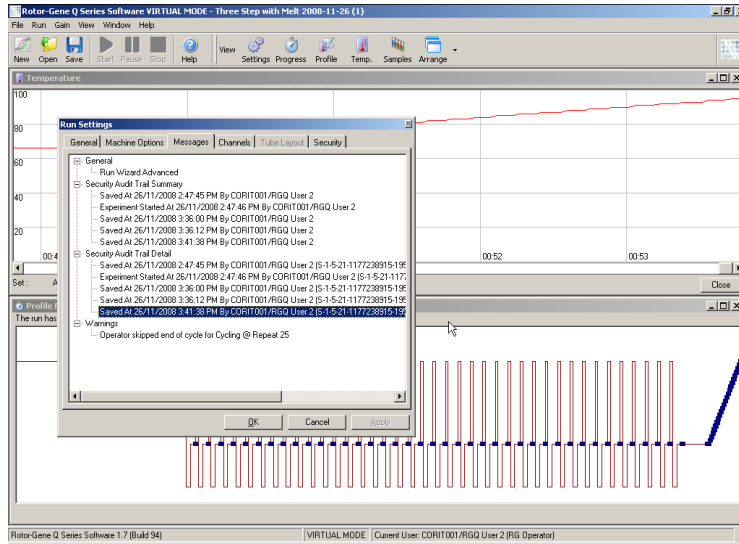 Rotor-Gene Q Series Software VIRTUAL MODE - Three Step with Melt 2008-11-26 (1)
File Run Gain View Window Help
New Open Save Start Pause Stop Help View Settings Progress Profile Temp. Samples Arrange
Temperature
100
80
60
40
20
00:52 00:53
Set :
Close
Profile
The run has
Run Settings
General Machine Options Messages Channels Tube Layout Security
General
Run Wizard Advanced
Security Audit Trail Summary
Saved At 26/11/2008 2:47:45 PM By CORIT001/RGQ User 2
Experiment Started At 26/11/2008 2:47:46 PM By CORIT001/RGQ User 2
Saved At 26/11/2008 3:36:00 PM By CORIT001/RGQ User 2
Saved At 26/11/2008 3:36:12 PM By CORIT001/RGQ User 2
Saved At 26/11/2008 3:41:38 PM By CORIT001/RGQ User 2
Security Audit Trail Detail
Saved At 26/11/2008 2:47:45 PM By CORIT001/RGQ User 2 (S-1-5-21-1177238915-195
Experiment Started At 26/11/2008 2:47:46 PM By CORIT001/RGQ User 2 (S-1-5-21-117
Saved At 26/11/2008 3:36:00 PM By CORIT001/RGQ User 2 (S-1-5-21-1177238915-195
Saved At 26/11/2008 3:36:12 PM By CORIT001/RGQ User 2 (S-1-5-21-1177238915-195
Saved At 26/11/2008 3:41:38 PM By CORIT001/RGQ User 2 (S-1-5-21-1177238915-195
Warnings
Operator skipped end of cycle for Cycling @ Repeat 25
OK Cancel Apply
Rotor-Gene Q Series Software 1.7 (Build 94) VIRTUAL MODE Current User: CORIT001/RGQ User 2 (RG Operator)